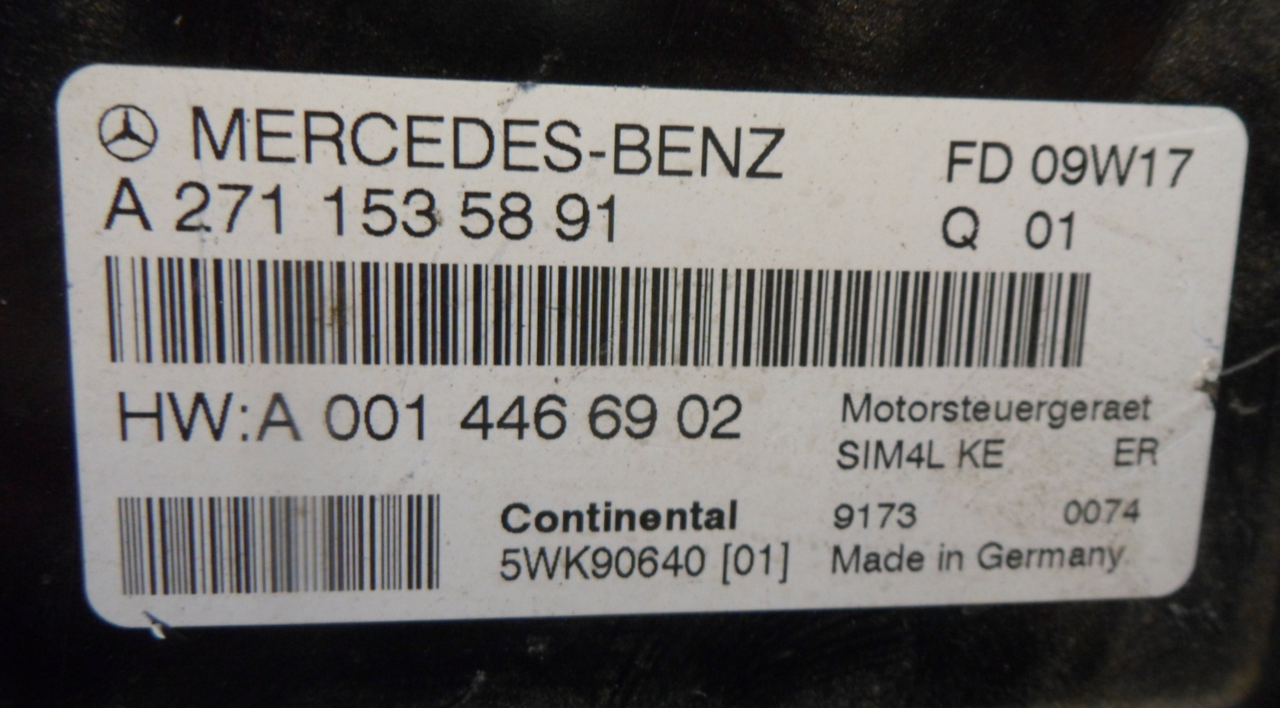 MERCEDES-BENZ FD 09W17
A 271 153 58 91 Q 01
HW:A 001 446 69 02 Motorsteuergeraet
SIM4L KE ER
Continental 9173 0074
5WK90640 [01] Made in Germany